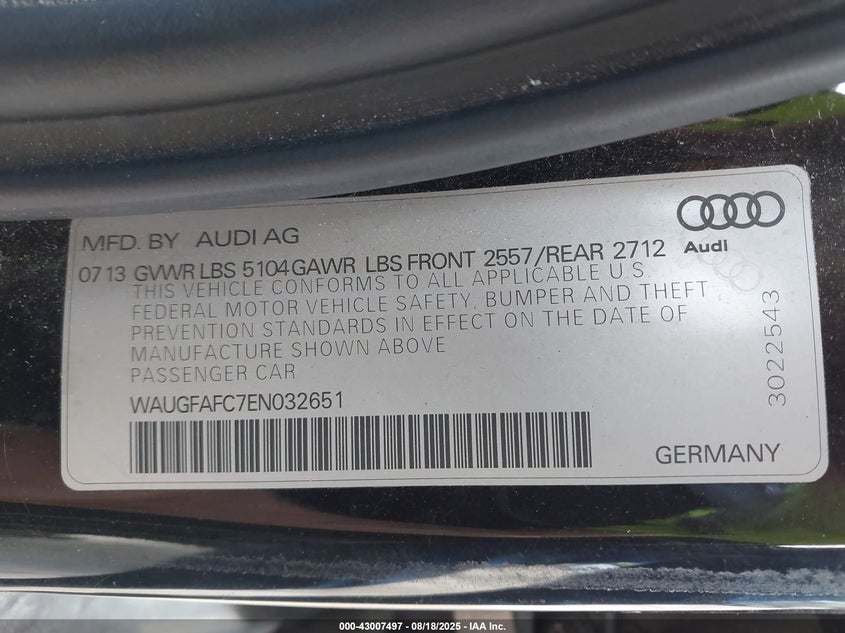 MFD. BY AUDI AG
Audi
0713 GVWR LBS 5104 GAWR LBS FRONT 2557/REAR 2712
THIS VEHICLE CONFORMS TO ALL APPLICABLE U.S.
FEDERAL MOTOR VEHICLE SAFETY, BUMPER AND THEFT
PREVENTION STANDARDS IN EFFECT ON THE DATE OF
MANUFACTURE SHOWN ABOVE
PASSENGER CAR
WAUGFAFC7EN032651
GERMANY
3022543
000-43007497 - 08/18/2025 - IAA Inc.